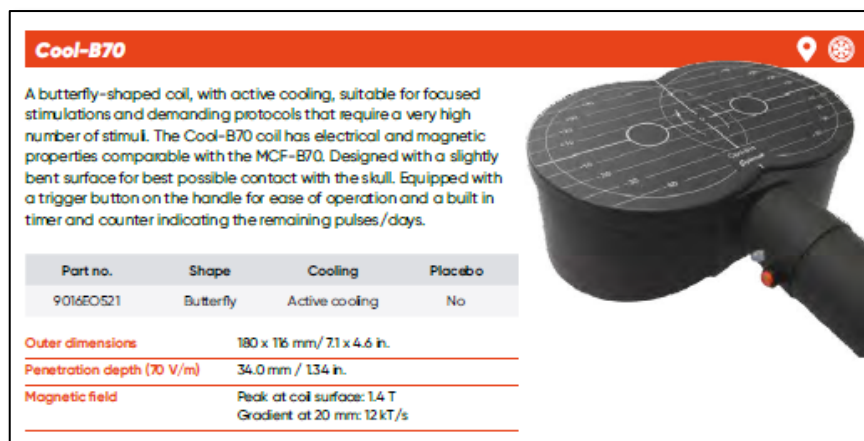 Cool-B70
A butterfly-shaped coil, with active cooling, suitable for focused
stimulations and demanding protocols that require a very high
number of stimuli. The Cool-B70 coil has electrical and magnetic
properties comparable with the MCF-B70. Designed with a slightly
bent surface for best possible contact with the skull. Equipped with
a trigger button on the handle for ease of operation and a built in
timer and counter indicating the remaining pulses/days.
Part no. Shape Cooling Placebo
9016E0521 Butterfly Active cooling No
Outer dimensions 180 x 116 mm/ 7.1 x 4.6 in.
Penetration depth (70 V/m) 34.0 mm / 1.34 in.
Magnetic field Peak at coil surface: 1.4 T
Gradient at 20 mm: 12 kT/s